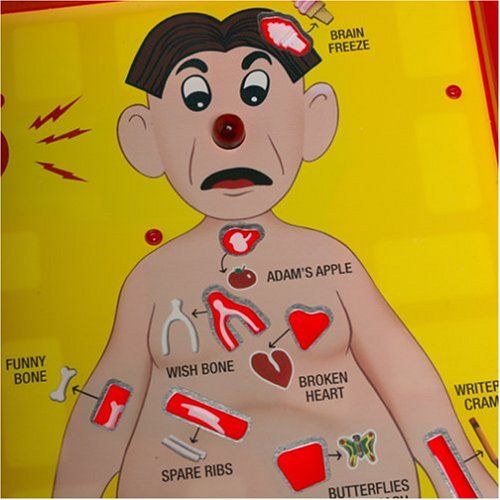 BRAIN
FREEZE
ADAM'S APPLE
WISH BONE
BROKEN
HEART
FUNNY
BONE
WRITER
CRAM
SPARE RIBS
BUTTERFLIES